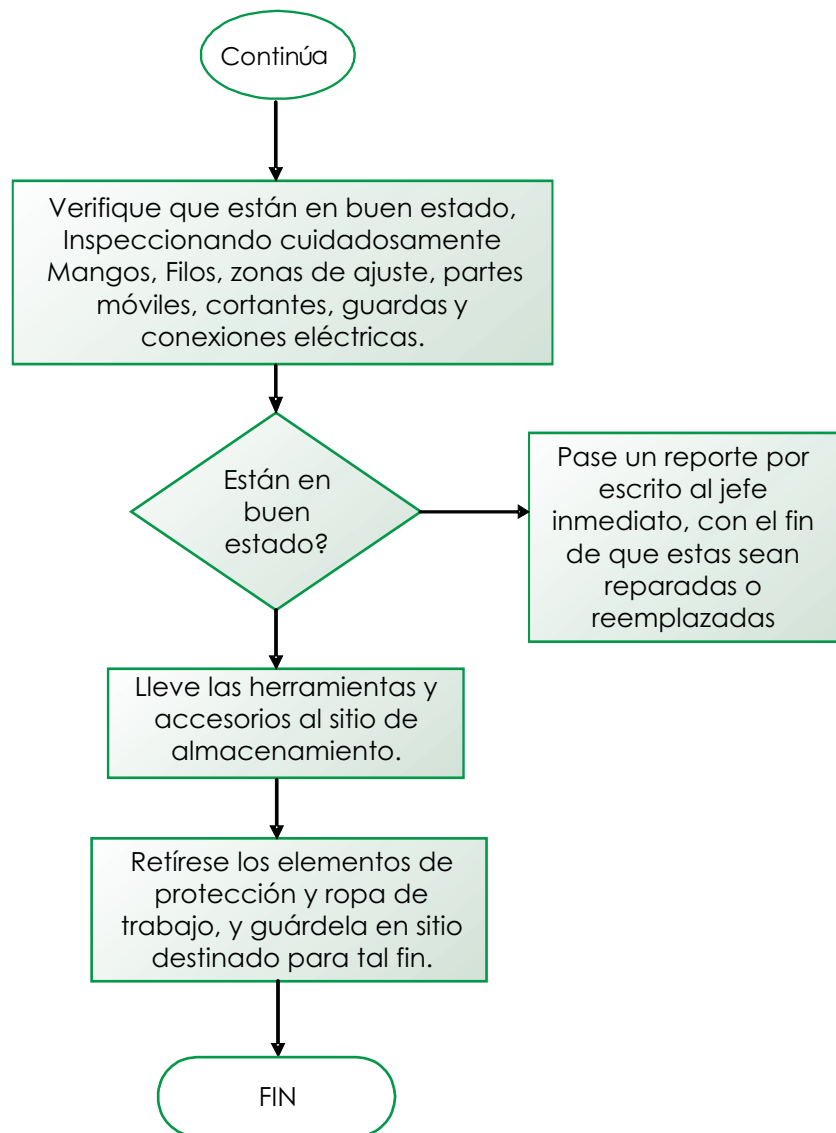 Continúa
Verifique que están en buen estado,
Inspeccionando cuidadosamente
Mangos, Filos, zonas de ajuste, partes
móviles, cortantes, guardas y
conexiones eléctricas.
Están en
buen
estado?
Pase un reporte por
escrito al jefe
inmediato, con el fin
de que estas sean
reparadas o
reemplazadas
Lleve las herramientas y
accesorios al sitio de
almacenamiento.
Retírese los elementos de
protección y ropa de
trabajo, y guárdela en sitio
destinado para tal fin.
FIN